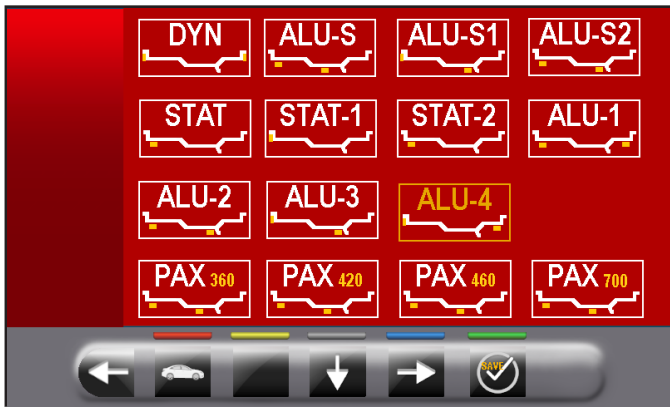 DYN ALU-S ALU-S1 ALU-S2
STAT STAT-1 STAT-2 ALU-1
ALU-2 ALU-3 ALU-4
PAX 360 PAX 420 PAX 460 PAX 700
SAVE